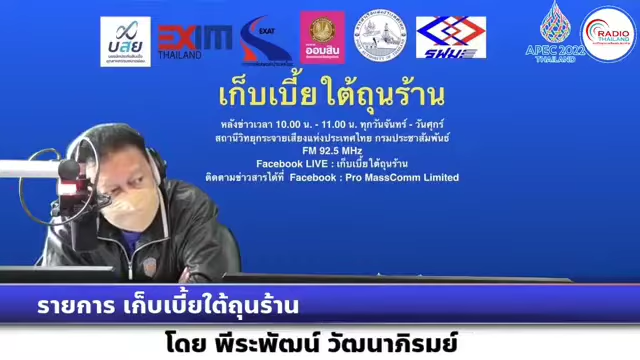 บสย
EXIM
THAILAND
EXAT
ออมสิน
รฟม
APEC 2022
THAILAND
RADIO
THAILAND
เก็บเบี้ยใต้ถุนร้าน
หลังข่าวเวลา 10.00 น. - 11.00 น. ทุกวันจันทร์ - วันศุกร์
สถานีวิทยุกระจายเสียงแห่งประเทศไทย กรมประชาสัมพันธ์
FM 92.5 MHz
Facebook LIVE : เก็บเบี้ยใต้ถุนร้าน
ติดตามข่าวสารได้ที่ Facebook : Pro MassComm Limited
รายการ เก็บเบี้ยใต้ถุนร้าน
โดย พีระพัฒน์ วัฒนาภิรมย์